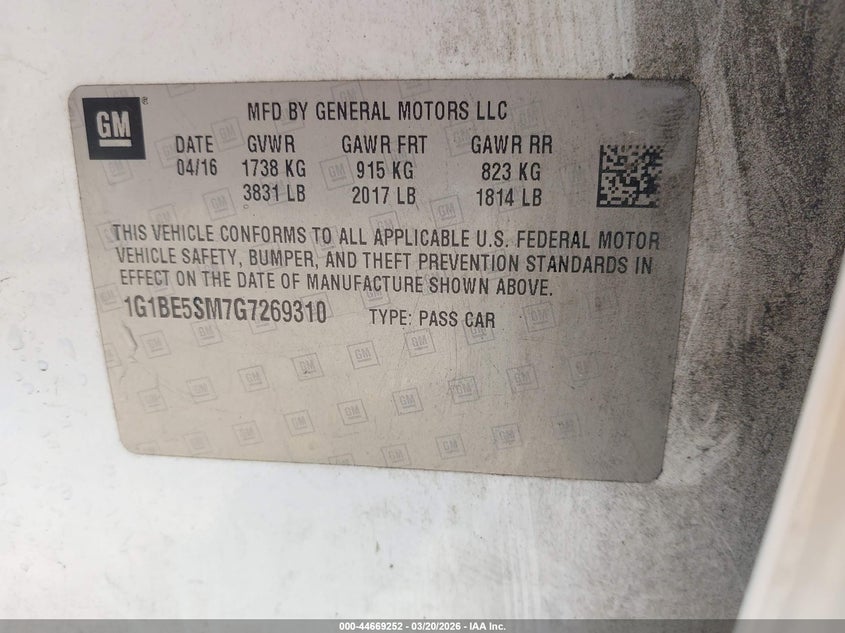 GM ®
MFD BY GENERAL MOTORS LLC
DATE GVWR GAWR FRT GAWR RR
04/16 1738 KG 915 KG 823 KG
3831 LB 2017 LB 1814 LB
THIS VEHICLE CONFORMS TO ALL APPLICABLE U.S. FEDERAL MOTOR
VEHICLE SAFETY, BUMPER, AND THEFT PREVENTION STANDARDS IN
EFFECT ON THE DATE OF MANUFACTURE SHOWN ABOVE.
1G1BE5SM7G7269310 TYPE: PASS CAR
000-44669252 - 03/20/2026 - IAA Inc.